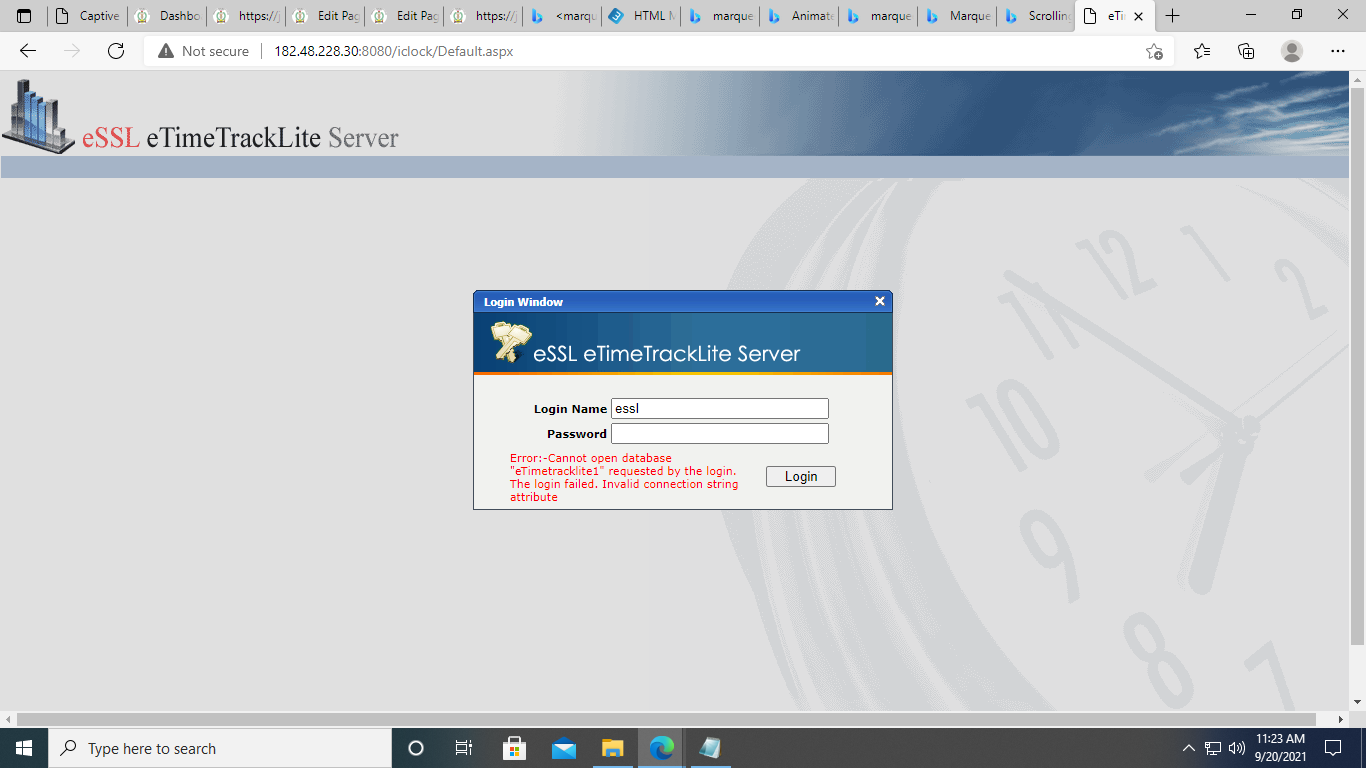 Captive
Dashbo
https://j
Edit Pag
Edit Pag
https://j
<marqu
HTML M
marque
Animate
marque
Marque
Scrolling
eTi
Not secure
182.48.228.30:8080/iclock/Default.aspx
eSSL eTimeTrackLite Server
12
1
2
11
10
9
8
7
Login Window
eSSL eTimeTrackLite Server
Login Name
essl
Password
Error:-Cannot open database
"eTimetracklite1" requested by the login.
The login failed. Invalid connection string
attribute
Login
Type here to search
11:23 AM
9/20/2021